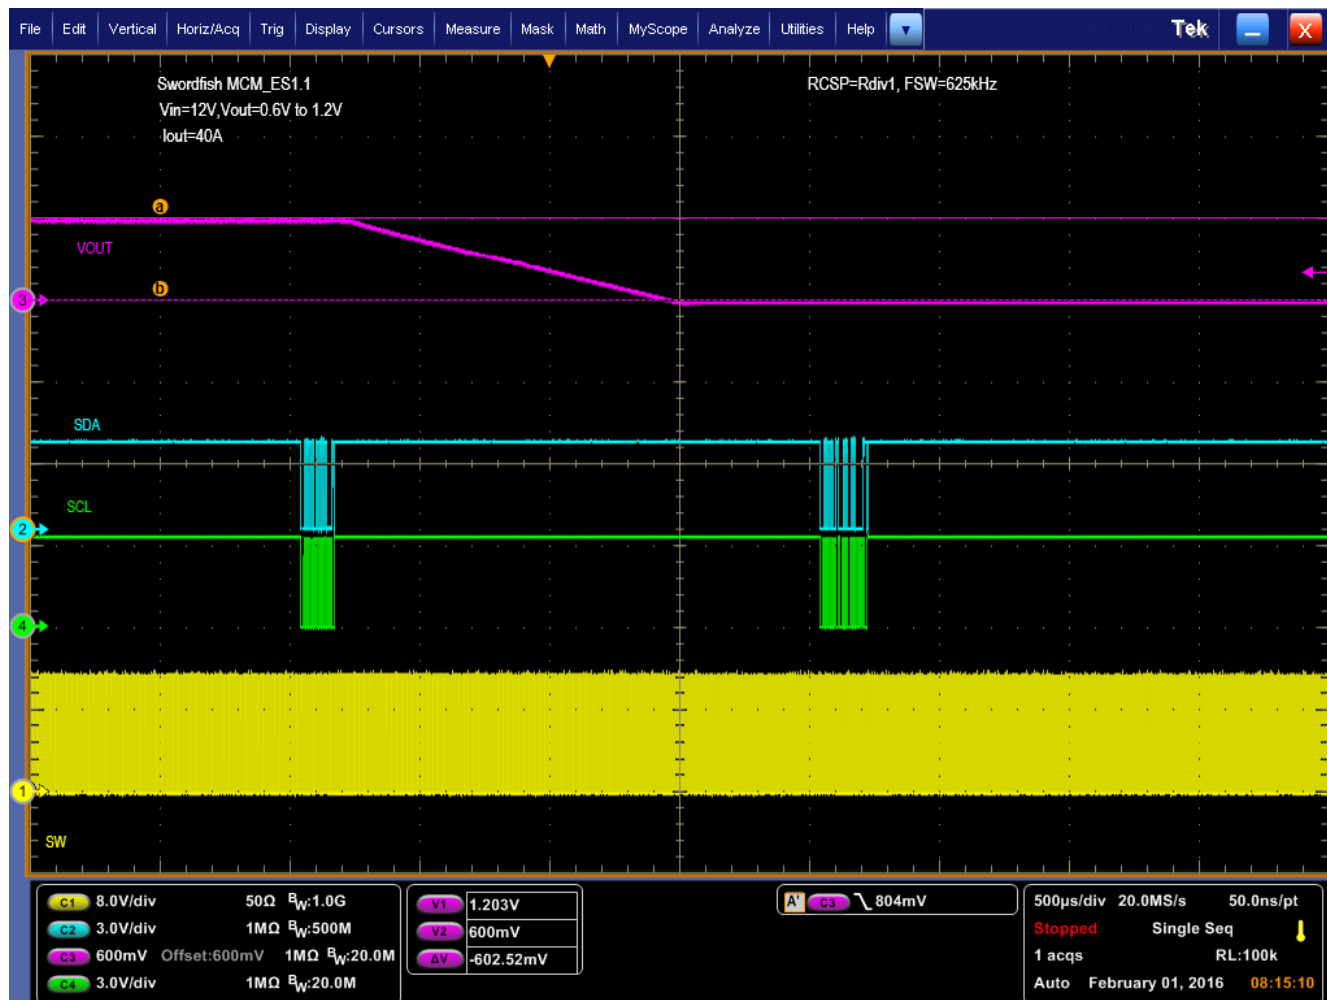 File Edit Vertical Horiz/Acq Trig Display Cursors Measure Mask Math MyScope Analyze Utilities Help Tek X
Swordfish MCM_ES1.1
Vin=12V,Vout=0.6V to 1.2V
Iout=40A
RCSP=Rdiv1, FSW=625kHz
a
VOUT
b
3
SDA
SCL
2
4
1
SW
C1 8.0V/div 50Ω BW:1.0G
C2 3.0V/div 1MΩ BW:500M
C3 600mV Offset:600mV 1MΩ BW:20.0M
C4 3.0V/div 1MΩ BW:20.0M
V1 1.203V
V2 600mV
ΔV -602.52mV
A' C3 804mV
500µs/div 20.0MS/s 50.0ns/pt
Stopped Single Seq
1 acqs RL:100k
Auto February 01, 2016 08:15:10